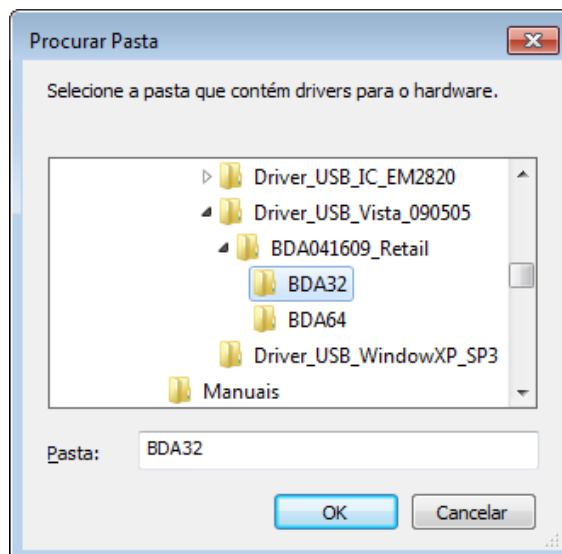 Procurar Pasta
Selecione a pasta que contém drivers para o hardware.
Driver_USB_IC_EM2820
Driver_USB_Vista_090505
BDA041609_Retail
BDA32
BDA64
Driver_USB_WindowXP_SP3
Manuais
Pasta: BDA32
OK Cancelar